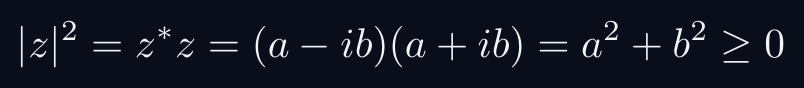 |z|² = z*z = (a − ib)(a + ib) = a² + b² ≥ 0